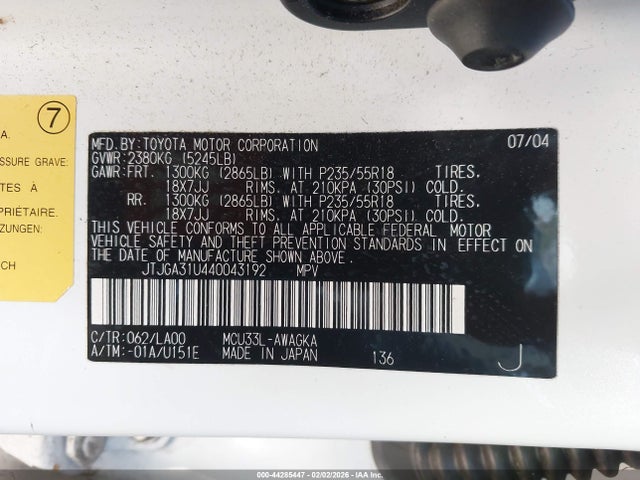 7
A.
SSURE GRAVE:
TES À
OPRIÉTAIRE.
ZONES:
CH
MFD.BY:TOYOTA MOTOR CORPORATION 07/04
GVWR:2380KG (5245LB)
GAWR:FRT. 1300KG (2865LB) WITH P235/55R18 TIRES.
18X7JJ RIMS. AT 210KPA (30PSI) COLD.
RR. 1300KG (2865LB) WITH P235/55R18 TIRES.
18X7JJ RIMS. AT 210KPA (30PSI) COLD.
THIS VEHICLE CONFORMS TO ALL APPLICABLE FEDERAL MOTOR
VEHICLE SAFETY AND THEFT PREVENTION STANDARDS IN EFFECT ON
THE DATE OF MANUFACTURE SHOWN ABOVE.
JTJGA31U440043192 MPV
C/TR:062/LA00 MCU33L-AWAGKA
A/TM:-01A/U151E MADE IN JAPAN 136 J
000-44285447 - 02/02/2026 - IAAI.COM